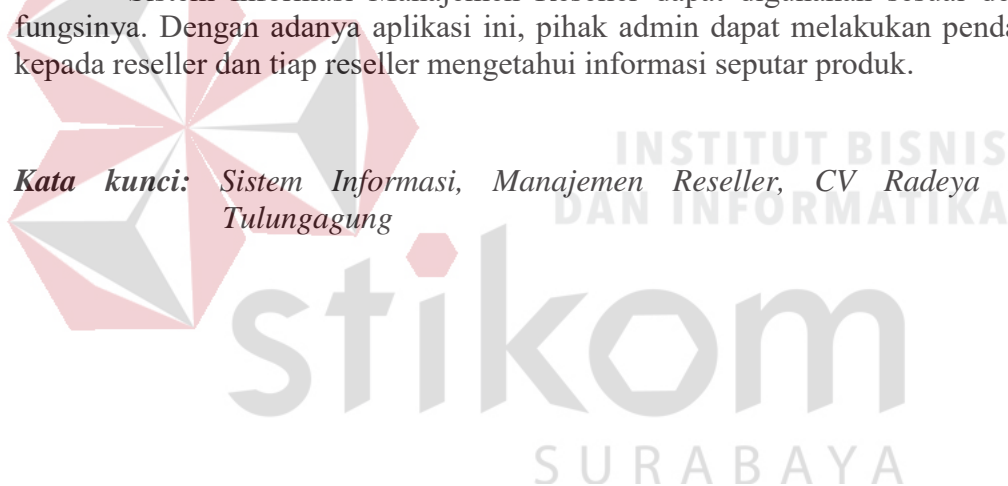 fungsinya. Dengan adanya aplikasi ini, pihak admin dapat melakukan
kepada reseller dan tiap reseller mengetahui informasi seputar produk.
INSTITUT BISNIS
Kata kunci: Sistem Informasi, Manajemen Reseller, CV Radeya
DAN INFORMATIKA
Tulungagung
stikom
SURABAYA